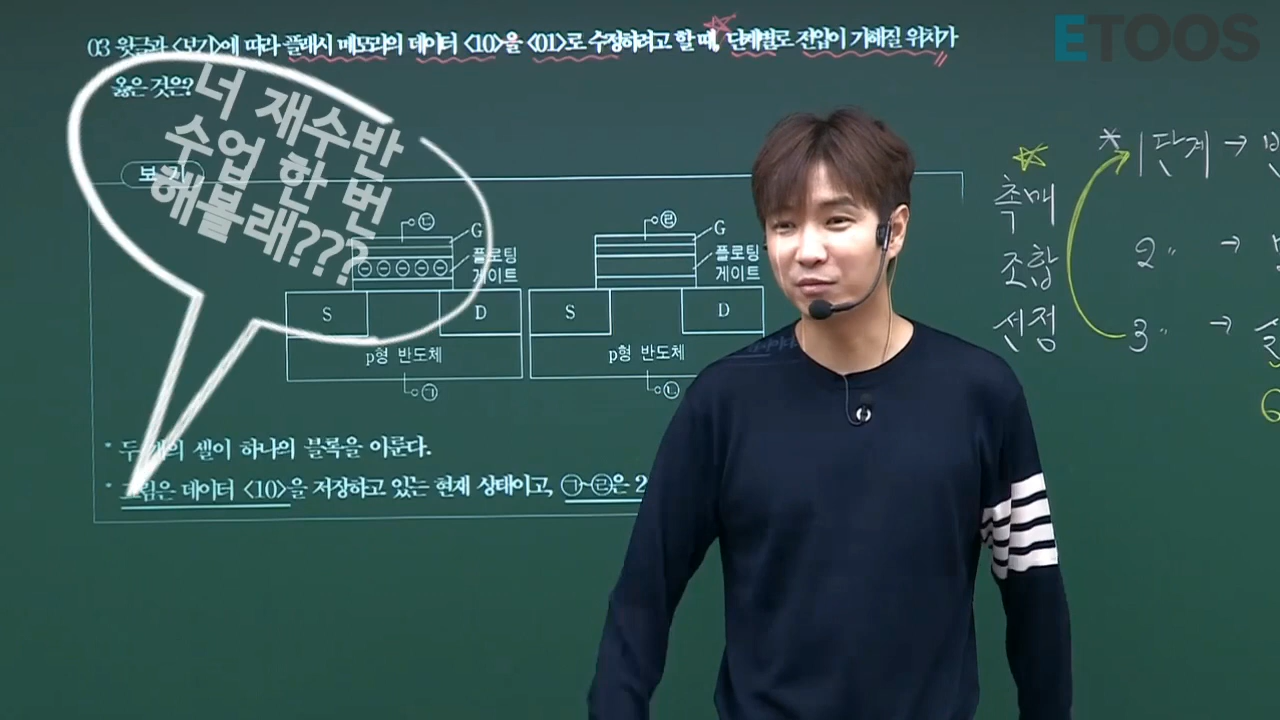 ETOOS
03 윗글과 <보기>에 따라 플래시 메모리의 데이터 <10>을 <01>로 수정하려고 할 때, 단계별로 전압이 가해질 위치가
옳은 것은?
너 재수반
수업 한 번
해볼래???
보기
㉢
G
플로팅
게이트
S
D
p형 반도체
㉠
㉣
G
플로팅
게이트
S
D
p형 반도체
㉡
* 두 개의 셀이 하나의 블록을 이룬다.
* 그림은 데이터 <10>을 저장하고 있는 현재 상태이고, ㉠~㉣은 2
촉매
조합
선정
1단계 →
2 〃 →
3 〃 →